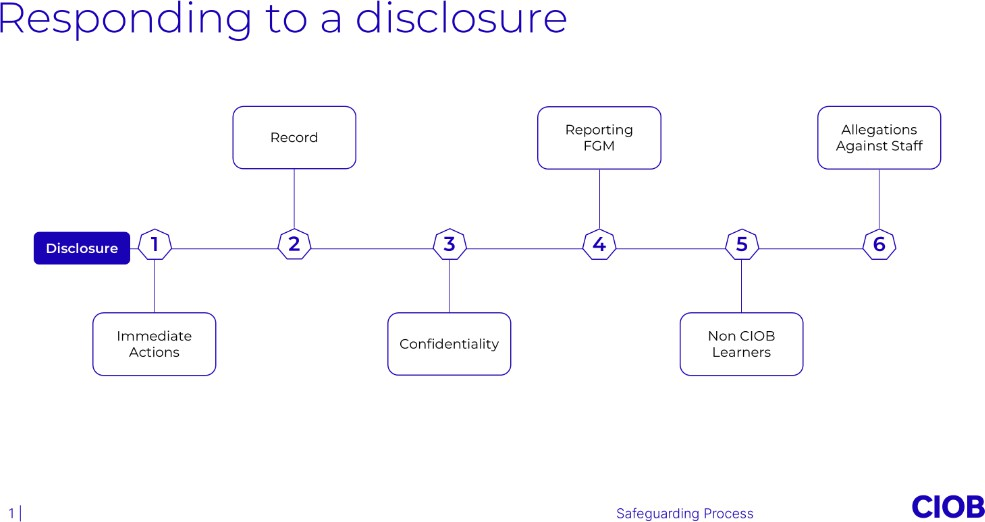 Responding to a disclosure
Record
Reporting
FGM
Allegations
Against Staff
Disclosure
1
2
3
4
5
6
Immediate
Actions
Confidentiality
Non CIOB
Learners
1 |
Safeguarding Process
CIOB